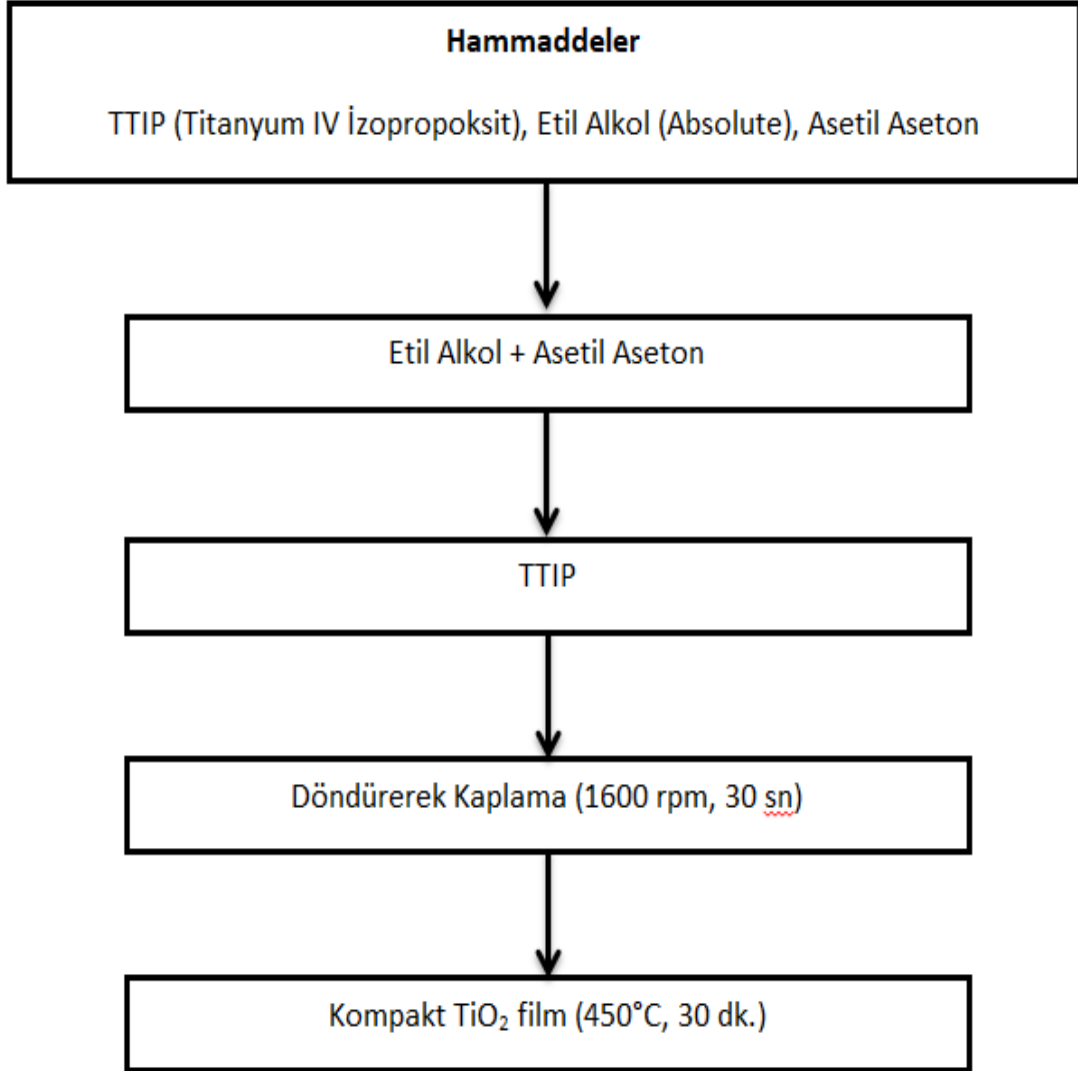 Hammaddeler
TTIP (Titanyum IV İzopropoksit), Etil Alkol (Absolute), Asetil Aseton
Etil Alkol + Asetil Aseton
TTIP
Döndürerek Kaplama (1600 rpm, 30 sn)
Kompakt TiO₂ film (450°C, 30 dk.)